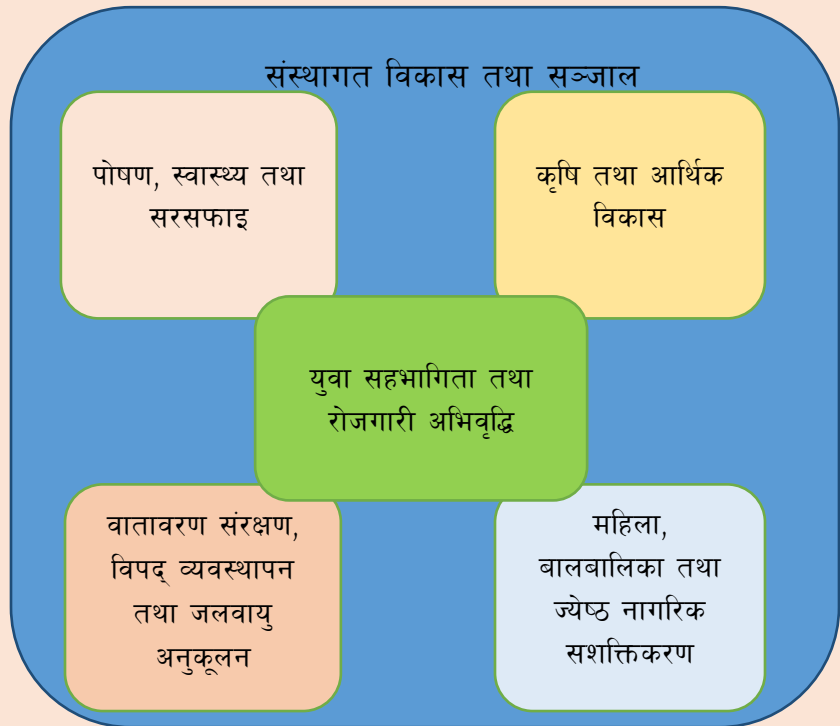 संस्थागत विकास तथा सञ्जाल
पोषण, स्वास्थ्य तथा
सरसफाइ
कृषि तथा आर्थिक
विकास
युवा सहभागिता तथा
रोजगारी अभिवृद्धि
वातावरण संरक्षण,
विपद् व्यवस्थापन
तथा जलवायु
अनुकूलन
महिला,
बालबालिका तथा
ज्येष्ठ नागरिक
सशक्तिकरण